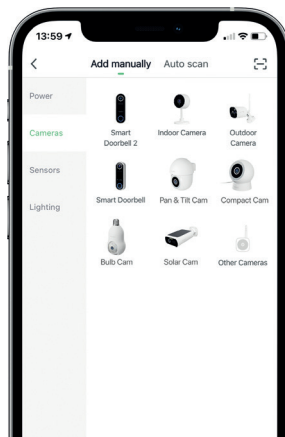 13:59
Add manually Auto scan
Power
Cameras
Sensors
Lighting
Smart
Doorbell 2
Indoor Camera
Outdoor
Camera
Smart Doorbell
Pan & Tilt Cam
Compact Cam
Bulb Cam
Solar Cam
Other Cameras